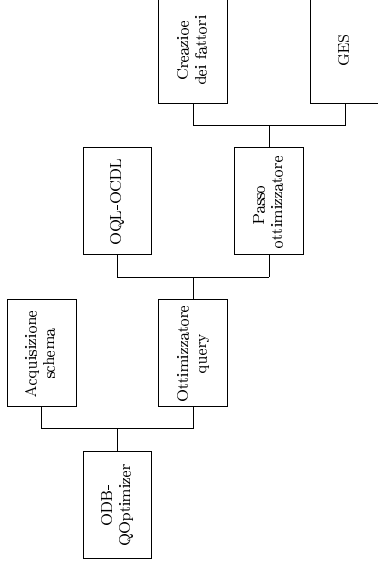 ODB-
QOptimizer
Acquisizione
schema
Ottimizzatore
query
OQL-OCDL
Passo
ottimizzatore
Creazioe
dei fattori
GES